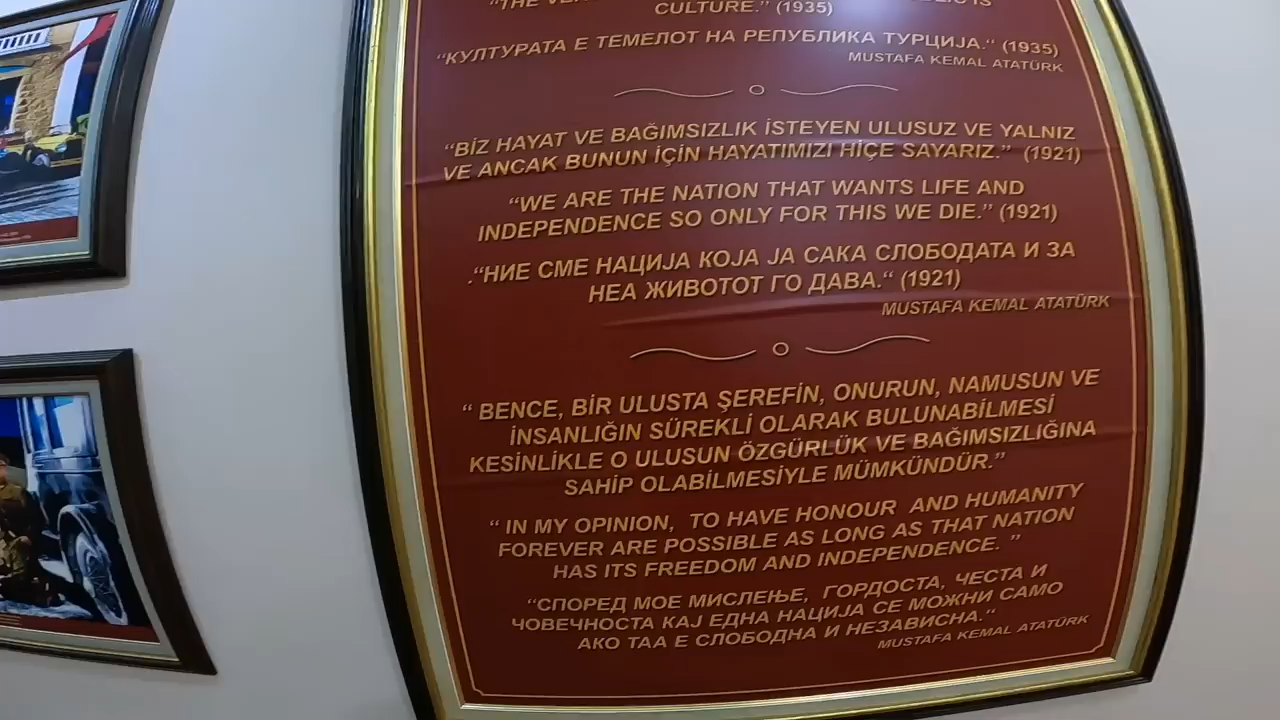 "THE
CULTURE." (1935)
"КУЛТУРАТА Е ТЕМЕЛОТ НА РЕПУБЛИКА ТУРЦИЈА." (1935)
MUSTAFA KEMAL ATATÜRK
"BİZ HAYAT VE BAĞIMSIZLIK İSTEYEN ULUSUZ VE YALNIZ
VE ANCAK BUNUN İÇİN HAYATIMIZI HİÇE SAYARIZ." (1921)
"WE ARE THE NATION THAT WANTS LIFE AND
INDEPENDENCE SO ONLY FOR THIS WE DIE." (1921)
."НИЕ СМЕ НАЦИЈА КОЈА ЈА САКА СЛОБОДАТА И ЗА
НЕА ЖИВОТОТ ГО ДАВА." (1921)
MUSTAFA KEMAL ATATÜRK
" BENCE, BİR ULUSTA ŞEREFİN, ONURUN, NAMUSUN VE
İNSANLIĞIN SÜREKLİ OLARAK BULUNABİLMESİ
KESİNLİKLE O ULUSUN ÖZGÜRLÜK VE BAĞIMSIZLIĞINA
SAHİP OLABİLMESİYLE MÜMKÜNDÜR."
" IN MY OPINION, TO HAVE HONOUR AND HUMANITY
FOREVER ARE POSSIBLE AS LONG AS THAT NATION
HAS ITS FREEDOM AND INDEPENDENCE. "
"СПОРЕД МОЕ МИСЛЕЊЕ, ГОРДОСТА, ЧЕСТА И
ЧОВЕЧНОСТА КАЈ ЕДНА НАЦИЈА СЕ МОЖНИ САМО
АКО ТАА Е СЛОБОДНА И НЕЗАВИСНА."
MUSTAFA KEMAL ATATÜRK